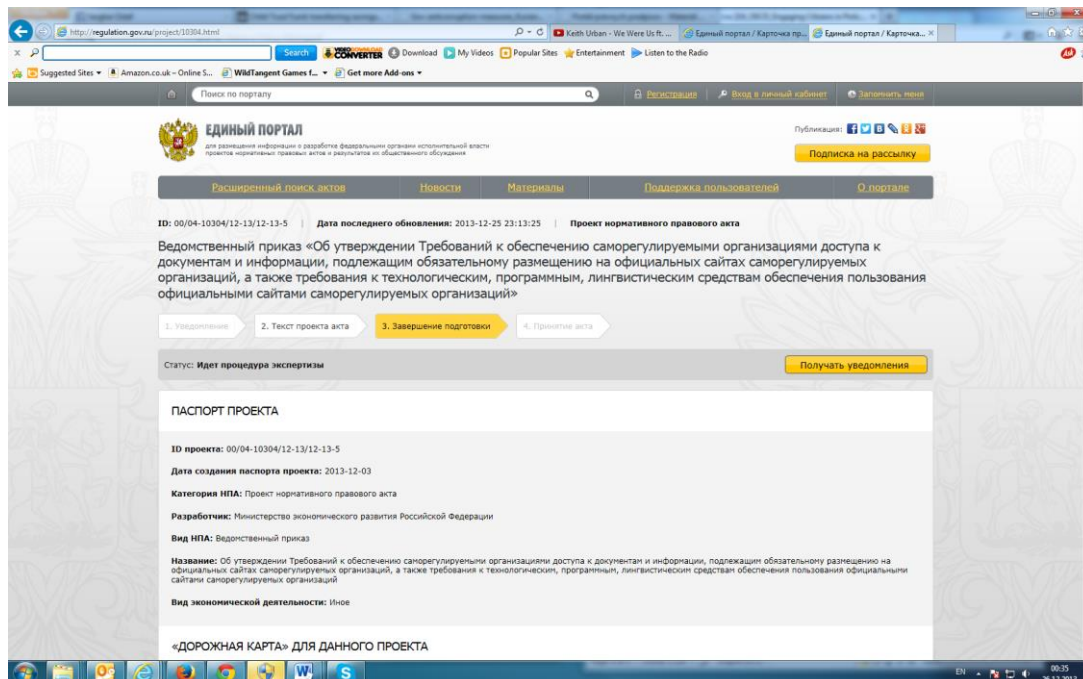 http://regulation.gov.ru/project/10304.html
Keith Urban - We Were Us ft. ...
Единый портал / Карточка пр...
Единый портал / Карточка...
Search
VIDEO DOWNLOAD CONVERTER
Download
My Videos
Popular Sites
Entertainment
Listen to the Radio
Suggested Sites
Amazon.co.uk – Online S...
WildTangent Games f...
Get more Add-ons
Поиск по порталу
Регистрация
Вход в личный кабинет
Запомнить меня
ЕДИНЫЙ ПОРТАЛ
для размещения информации о разработке федеральными органами исполнительной власти
проектов нормативных правовых актов и результатов их общественного обсуждения
Публикация:
Подписка на рассылку
Расширенный поиск актов
Новости
Материалы
Поддержка пользователей
О портале
ID: 00/04-10304/12-13/12-13-5 | Дата последнего обновления: 2013-12-25 23:13:25 | Проект нормативного правового акта
Ведомственный приказ «Об утверждении Требований к обеспечению саморегулируемыми организациями доступа к
документам и информации, подлежащим обязательному размещению на официальных сайтах саморегулируемых
организаций, а также требования к технологическим, программным, лингвистическим средствам обеспечения пользования
официальными сайтами саморегулируемых организаций»
1. Уведомление
2. Текст проекта акта
3. Завершение подготовки
4. Принятие акта
Статус: Идет процедура экспертизы
Получать уведомления
ПАСПОРТ ПРОЕКТА
ID проекта: 00/04-10304/12-13/12-13-5
Дата создания паспорта проекта: 2013-12-03
Категория НПА: Проект нормативного правового акта
Разработчик: Министерство экономического развития Российской Федерации
Вид НПА: Ведомственный приказ
Название: Об утверждении Требований к обеспечению саморегулируемыми организациями доступа к документам и информации, подлежащим обязательному размещению на
официальных сайтах саморегулируемых организаций, а также требования к технологическим, программным, лингвистическим средствам обеспечения пользования официальными
сайтами саморегулируемых организаций
Вид экономической деятельности: Иное
«ДОРОЖНАЯ КАРТА» ДЛЯ ДАННОГО ПРОЕКТА
EN
00:35
26.12.2013